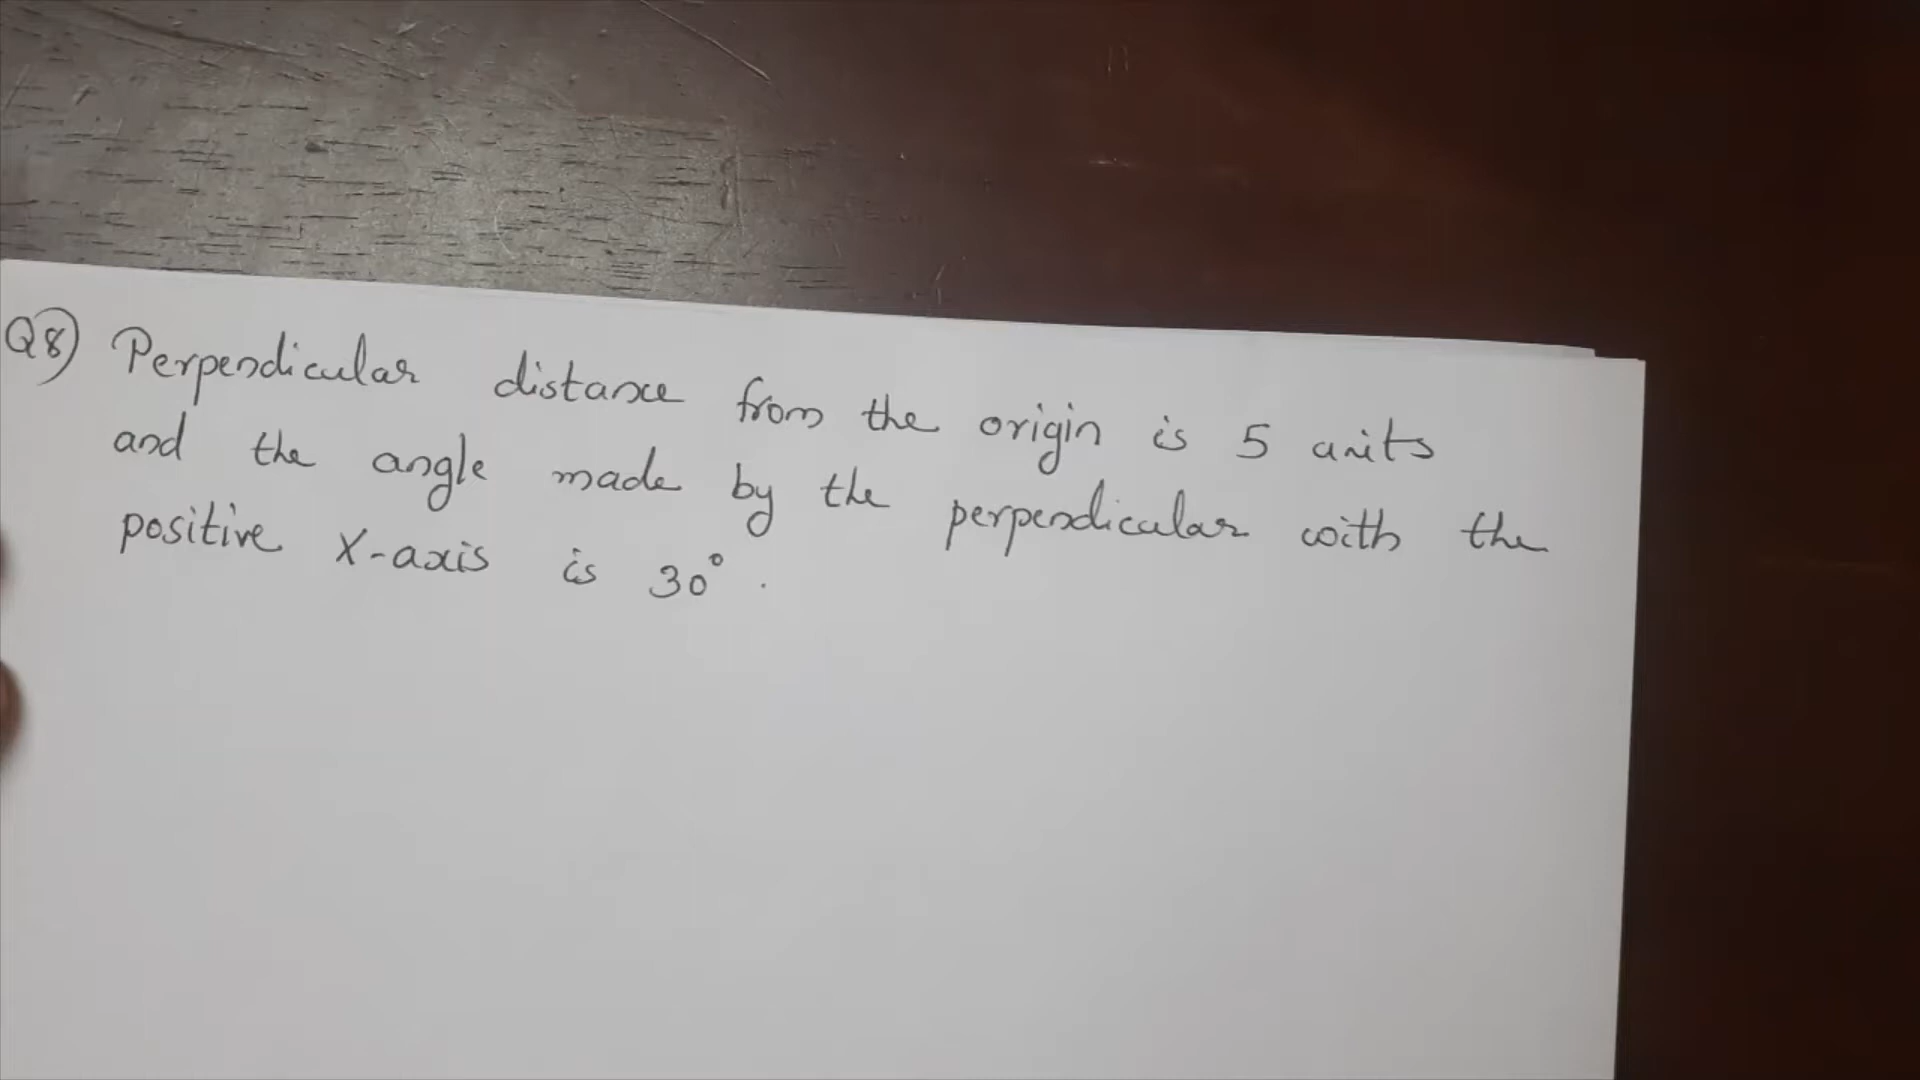 Q8) Perpendicular distance from the origin is 5 units
and the angle made by the perpendicular with the
positive X-axis is 30°.